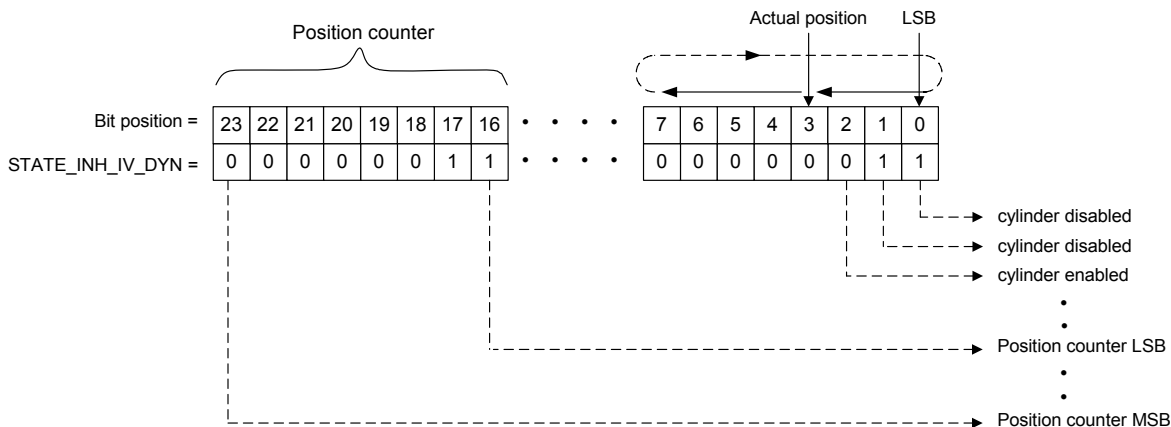 Actual position LSB
Position counter
Bit position = 23 22 21 20 19 18 17 16 • • • • 7 6 5 4 3 2 1 0
STATE_INH_IV_DYN = 0 0 0 0 0 0 1 1 • • • • 0 0 0 0 0 0 1 1
cylinder disabled
cylinder disabled
cylinder enabled
•
•
Position counter LSB
•
•
Position counter MSB